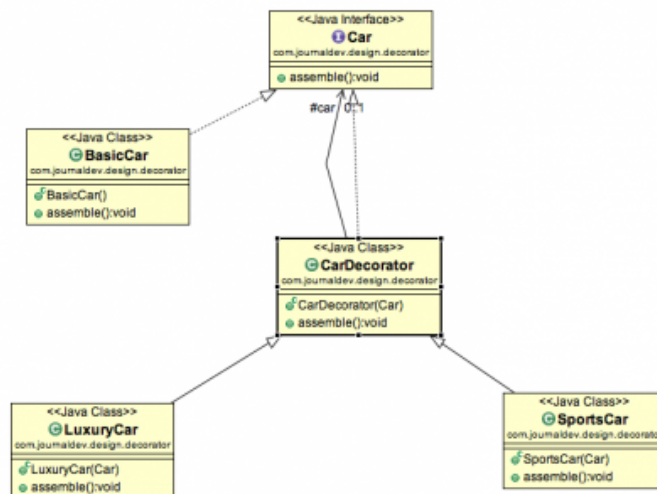 <<Java Interface>>
Car
com.journaldev.design.decorator
assemble():void
#car 0..1
<<Java Class>>
BasicCar
com.journaldev.design.decorator
BasicCar()
assemble():void
<<Java Class>>
CarDecorator
com.journaldev.design.decorator
CarDecorator(Car)
assemble():void
<<Java Class>>
LuxuryCar
com.journaldev.design.decorator
LuxuryCar(Car)
assemble():void
<<Java Class>>
SportsCar
com.journaldev.design.decorator
SportsCar(Car)
assemble():void